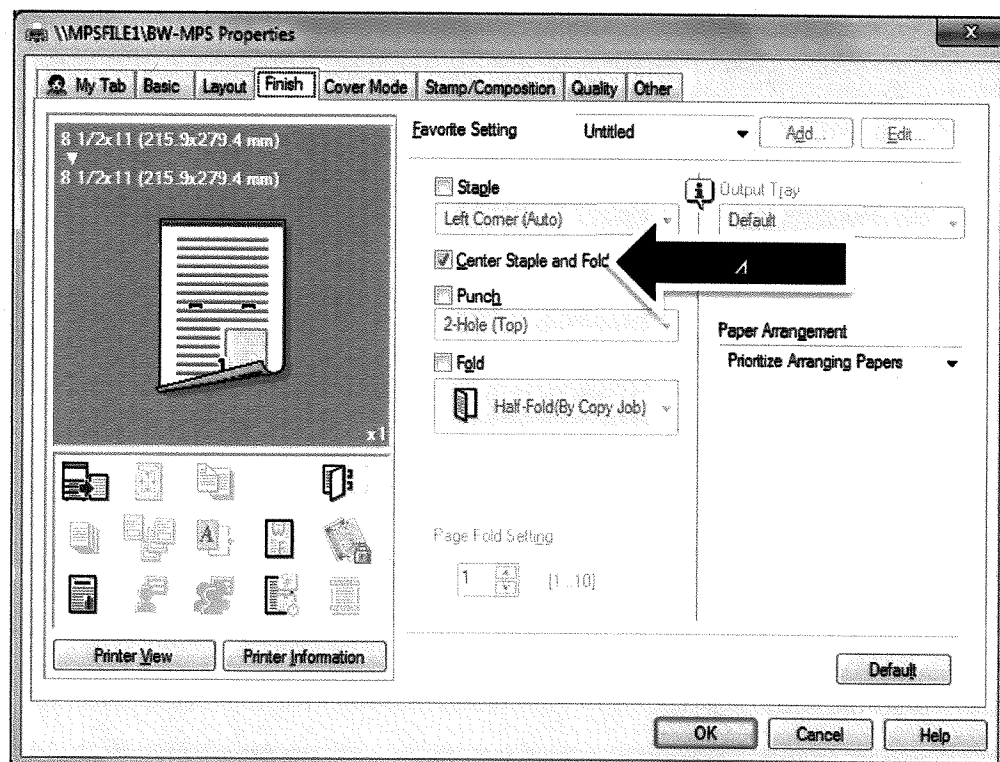 \\MPSFILE1\BW-MPS Properties
My Tab Basic Layout Finish Cover Mode Stamp/Composition Quality Other
8 1/2x11 (215.9x279.4 mm)
8 1/2x11 (215.9x279.4 mm)
1
x1
Printer View Printer Information
Favorite Setting Untitled Add... Edit...
Staple
Left Corner (Auto)
Center Staple and Fold
Punch
2-Hole (Top)
Fold
Half-Fold(By Copy Job)
Page Fold Setting
1 [1..10]
Output Tray
Default
Paper Arrangement
Prioritize Arranging Papers
Default
OK Cancel Help